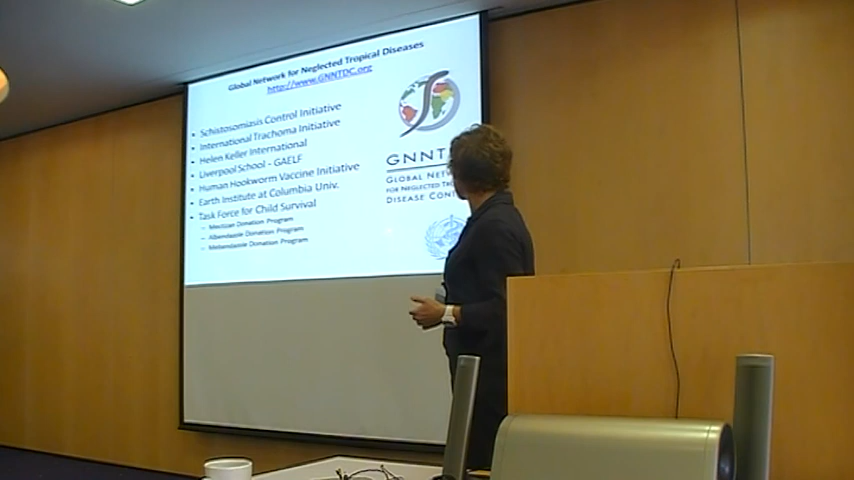 Global Network for Neglected Tropical Diseases
http://www.GNNTDC.org
• Schistosomiasis Control Initiative
• International Trachoma Initiative
• Helen Keller International
• Liverpool School - GAELF
• Human Hookworm Vaccine Initiative
• Earth Institute at Columbia Univ.
• Task Force for Child Survival
– Mectizan Donation Program
– Albendazole Donation Program
– Mebendazole Donation Program
GNNT
GLOBAL NETW
FOR NEGLECTED T
DISEASE CONT